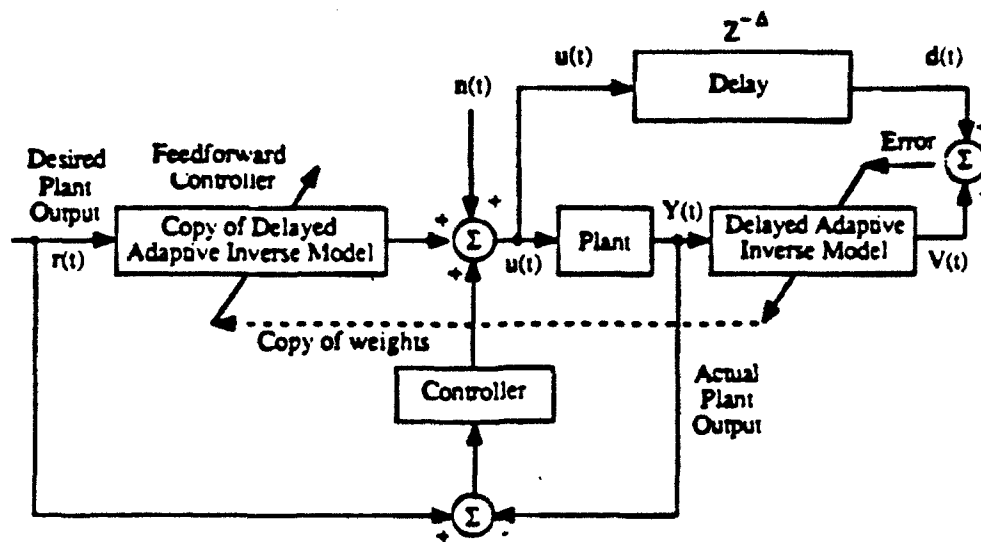 Z^-Δ
u(t)
d(t)
Delay
n(t)
Error
Σ
Desired
Plant
Output
Feedforward
Controller
Y(t)
Copy of Delayed
Adaptive Inverse Model
+
+
+
Σ
Plant
Delayed Adaptive
Inverse Model
r(t)
u(t)
V(t)
Copy of weights
Controller
Actual
Plant
Output
Σ
+
-